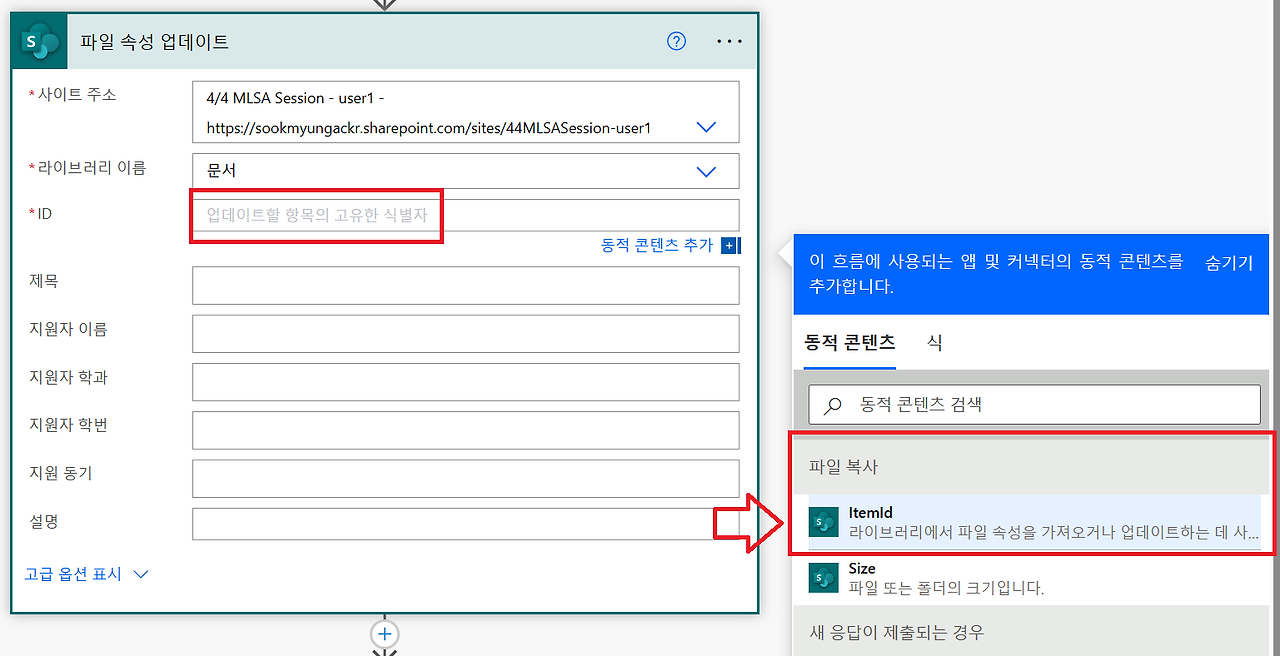 파일 속성 업데이트
*사이트 주소
4/4 MLSA Session - user1 -
https://sookmyungackr.sharepoint.com/sites/44MLSASession-user1
*라이브러리 이름
문서
*ID
업데이트할 항목의 고유한 식별자
동적 콘텐츠 추가
제목
지원자 이름
지원자 학과
지원자 학번
지원 동기
설명
고급 옵션 표시
이 흐름에 사용되는 앱 및 커넥터의 동적 콘텐츠를
추가합니다.
숨기기
동적 콘텐츠
식
동적 콘텐츠 검색
파일 복사
ItemId
라이브러리에서 파일 속성을 가져오거나 업데이트하는 데 사...
Size
파일 또는 폴더의 크기입니다.
새 응답이 제출되는 경우